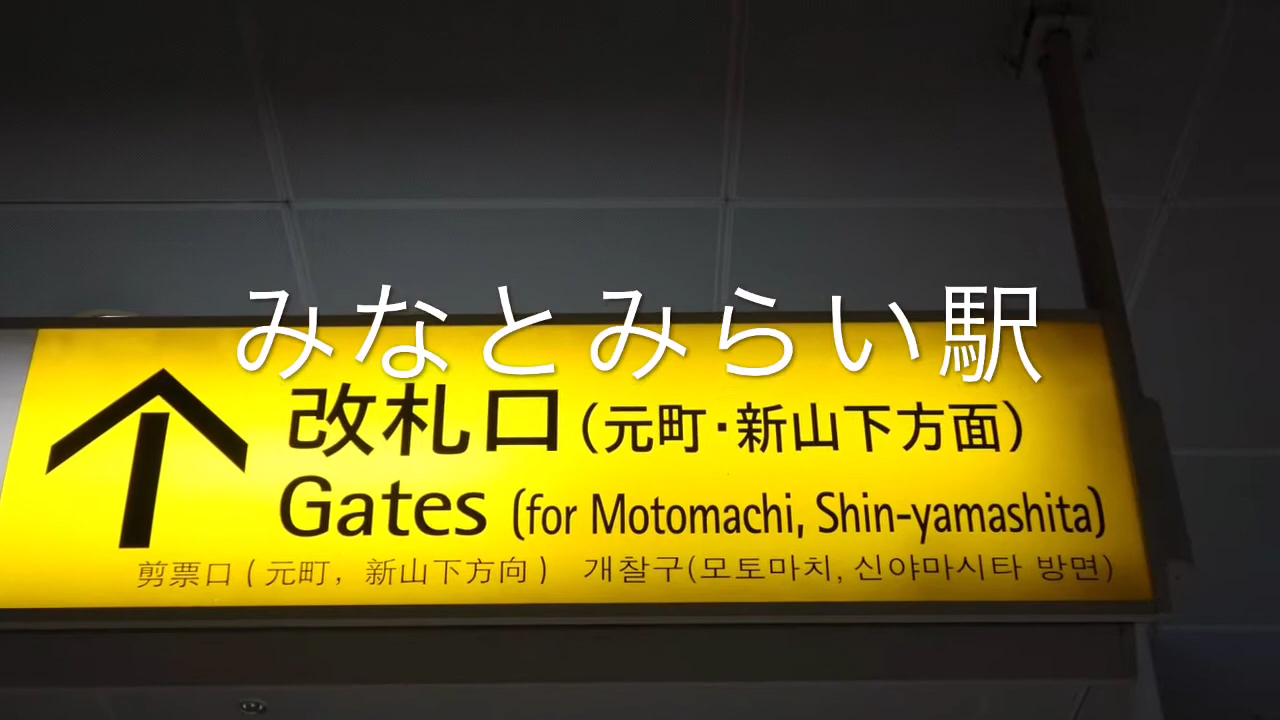 みなとみらい駅
改札口(元町・新山下方面)
Gates (for Motomachi, Shin-yamashita)
剪票口(元町，新山下方向) 개찰구(모토마치, 신야마시타 방면)